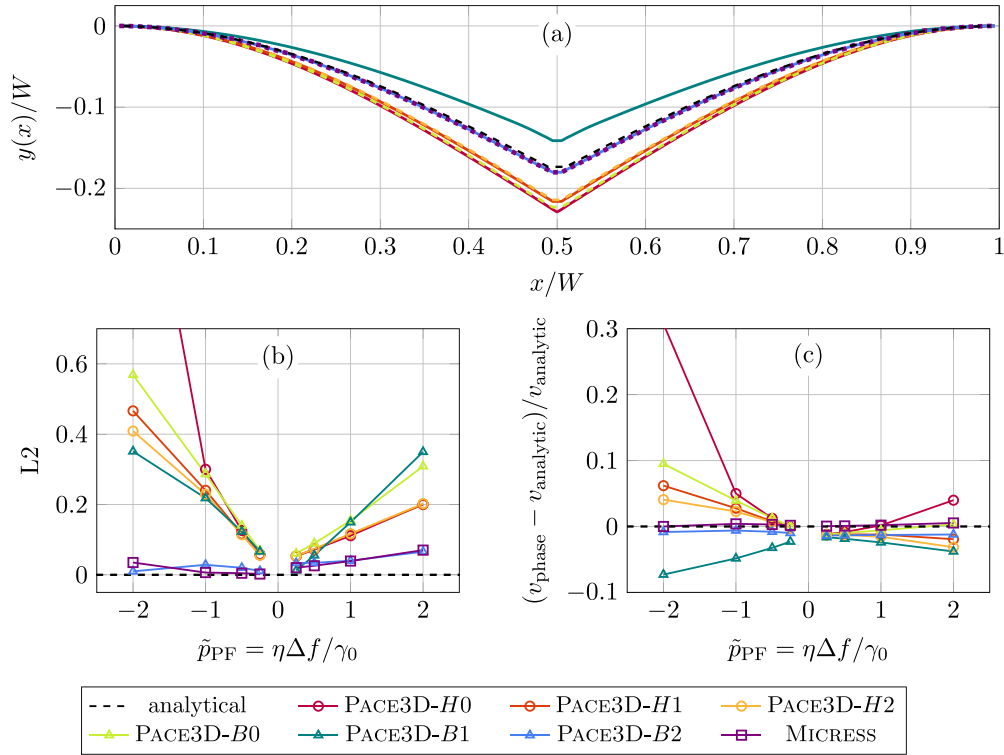 (a)
y(x)/W
0
−0.1
−0.2
0 0.1 0.2 0.3 0.4 0.5 0.6 0.7 0.8 0.9 1
x/W
(b)
L2
0.6
0.4
0.2
0
−2 −1 0 1 2
p̃PF = ηΔf/γ0
(c)
(vphase − vanalytic)/vanalytic
0.3
0.2
0.1
0
−0.1
−2 −1 0 1 2
p̃PF = ηΔf/γ0
analytical PACE3D-H0 PACE3D-H1 PACE3D-H2
PACE3D-B0 PACE3D-B1 PACE3D-B2 MICRESS